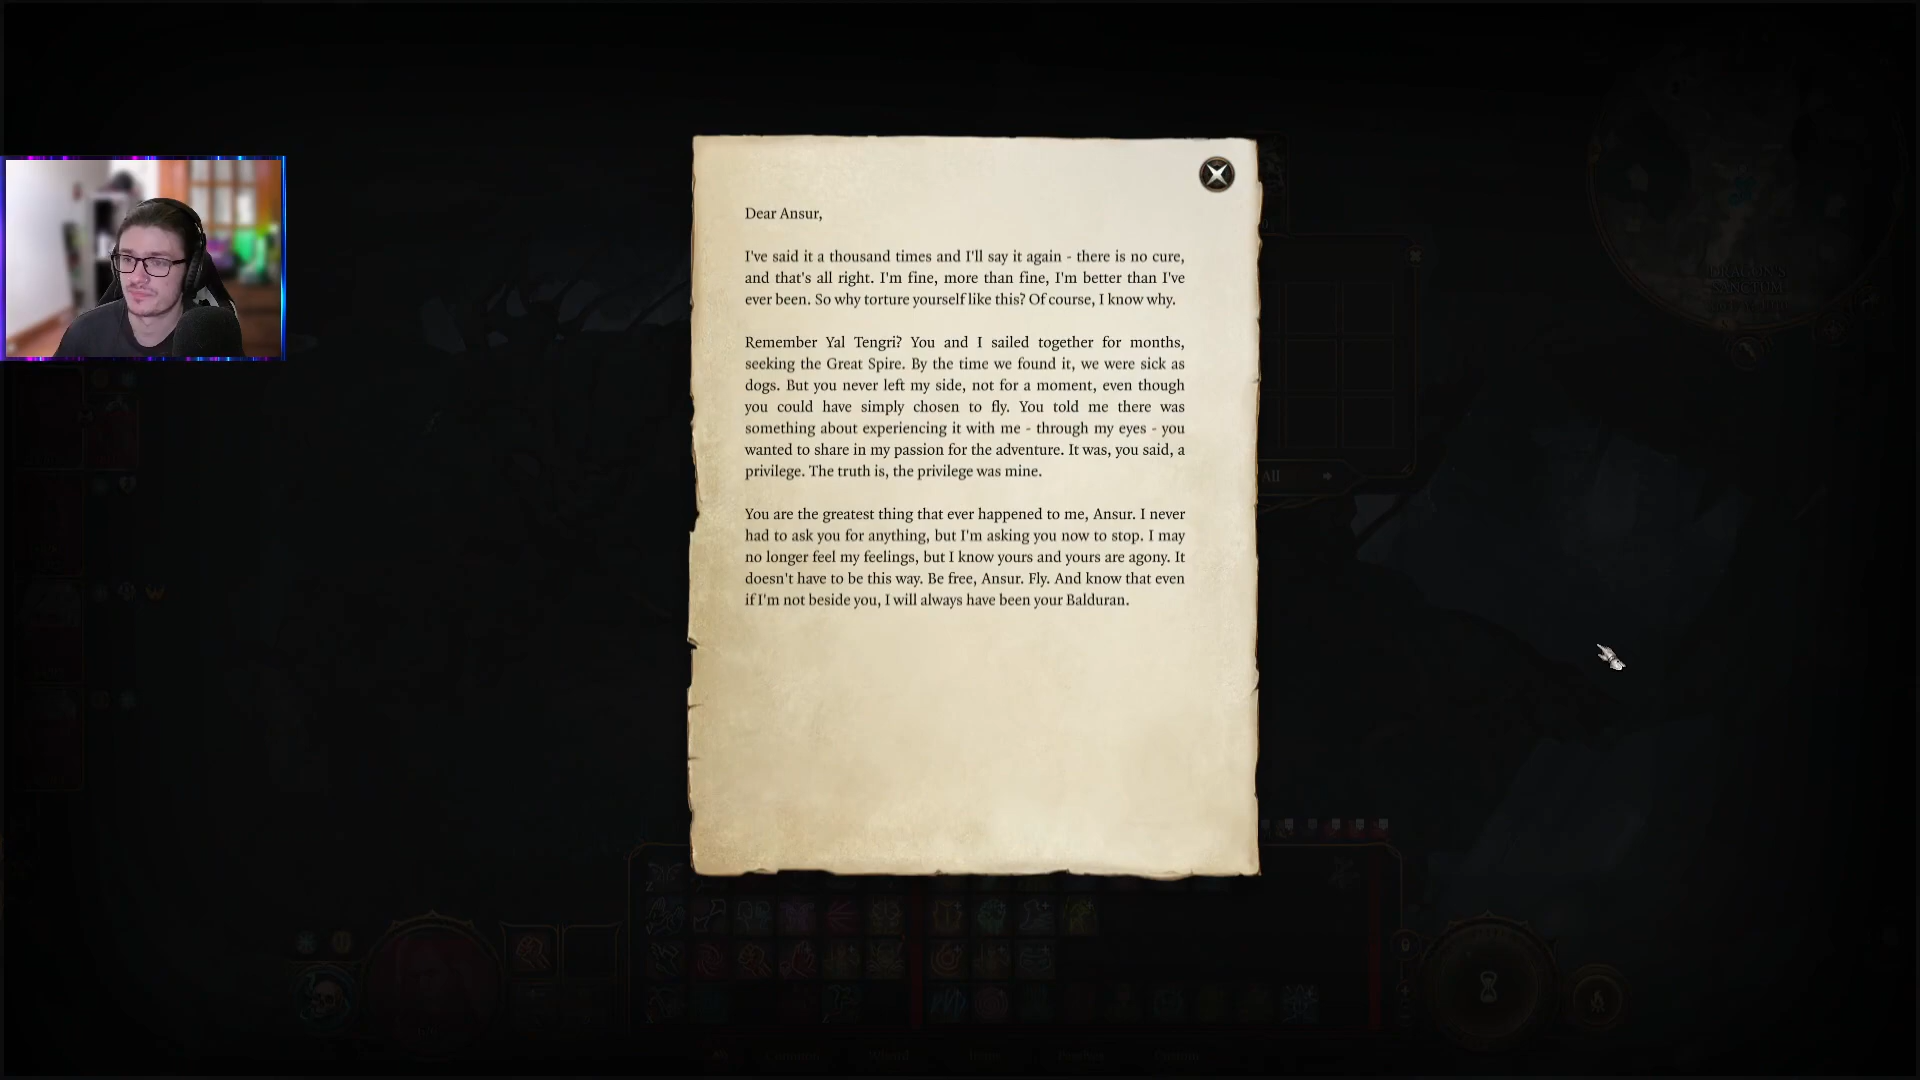 Dear Ansur,
I've said it a thousand times and I'll say it again - there is no cure,
and that's all right. I'm fine, more than fine, I'm better than I've
ever been. So why torture yourself like this? Of course, I know why.
Remember Yal Tengri? You and I sailed together for months,
seeking the Great Spire. By the time we found it, we were sick as
dogs. But you never left my side, not for a moment, even though
you could have simply chosen to fly. You told me there was
something about experiencing it with me - through my eyes - you
wanted to share in my passion for the adventure. It was, you said, a
privilege. The truth is, the privilege was mine.
You are the greatest thing that ever happened to me, Ansur. I never
had to ask you for anything, but I'm asking you now to stop. I may
no longer feel my feelings, but I know yours and yours are agony. It
doesn't have to be this way. Be free, Ansur. Fly. And know that even
if I'm not beside you, I will always have been your Balduran.
DRAGON'S
SANCTUM
All